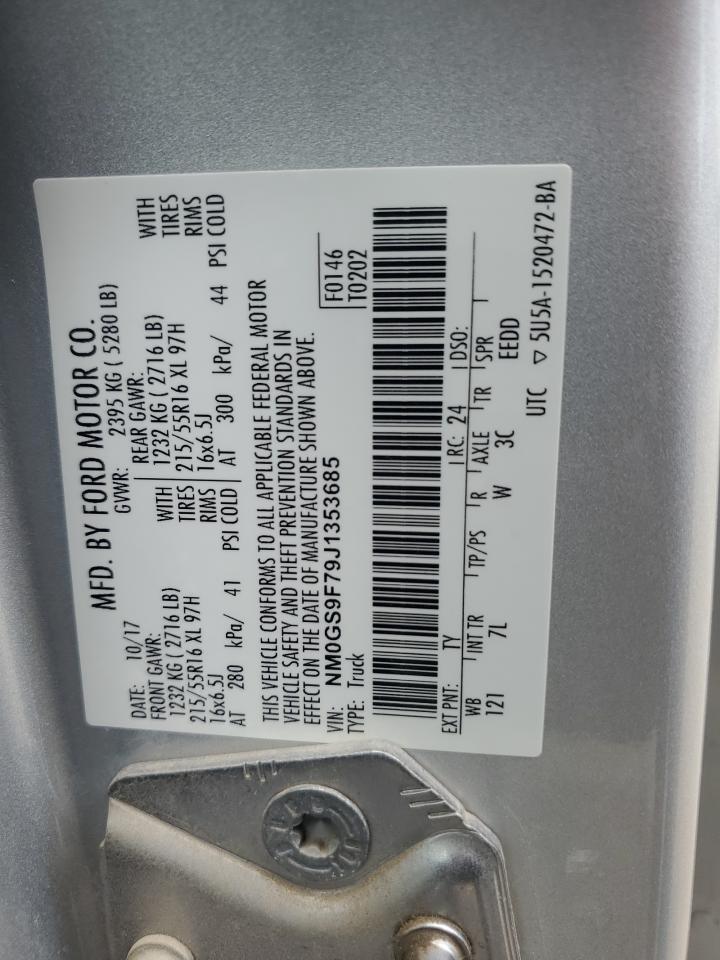 MFD. BY FORD MOTOR CO.
DATE: 10/17 GVWR: 2395 KG ( 5280 LB)
FRONT GAWR: REAR GAWR:
1232 KG ( 2716 LB) WITH 1232 KG ( 2716 LB) WITH
215/55R16 XL 97H TIRES 215/55R16 XL 97H TIRES
16x6.5J RIMS 16x6.5J RIMS
AT 280 kPa/ 41 PSI COLD AT 300 kPa/ 44 PSI COLD
THIS VEHICLE CONFORMS TO ALL APPLICABLE FEDERAL MOTOR
VEHICLE SAFETY AND THEFT PREVENTION STANDARDS IN
EFFECT ON THE DATE OF MANUFACTURE SHOWN ABOVE.
VIN: NM0GS9F79J1353685 F0146
TYPE: Truck T0202
EXT PNT: TY RC: 24 DSO:
WB INT TR TP/PS R AXLE TR SPR
121 7L W 3C EEDD
UTC ▽ 5U5A-1520472-BA